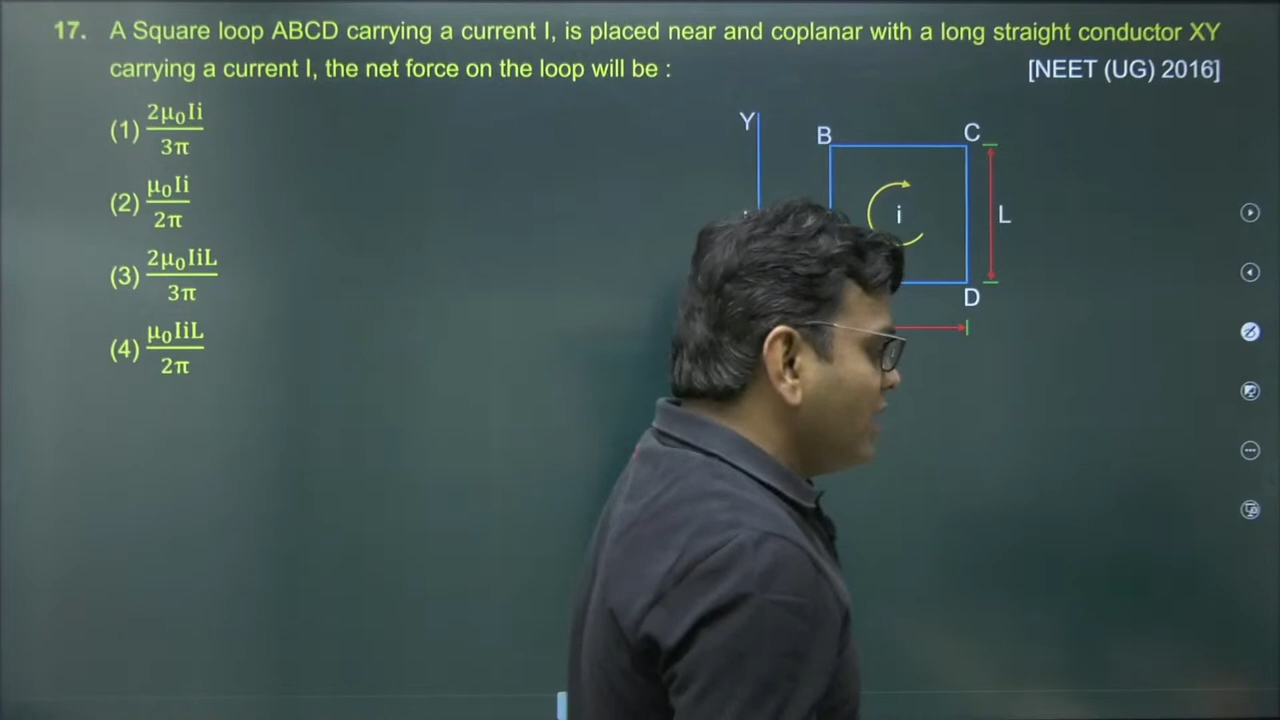 17. A Square loop ABCD carrying a current I, is placed near and coplanar with a long straight conductor XY
carrying a current I, the net force on the loop will be :
[NEET (UG) 2016]
(1) 2μ₀Ii/3π
(2) μ₀Ii/2π
(3) 2μ₀IiL/3π
(4) μ₀IiL/2π
Y
B
C
i
L
D